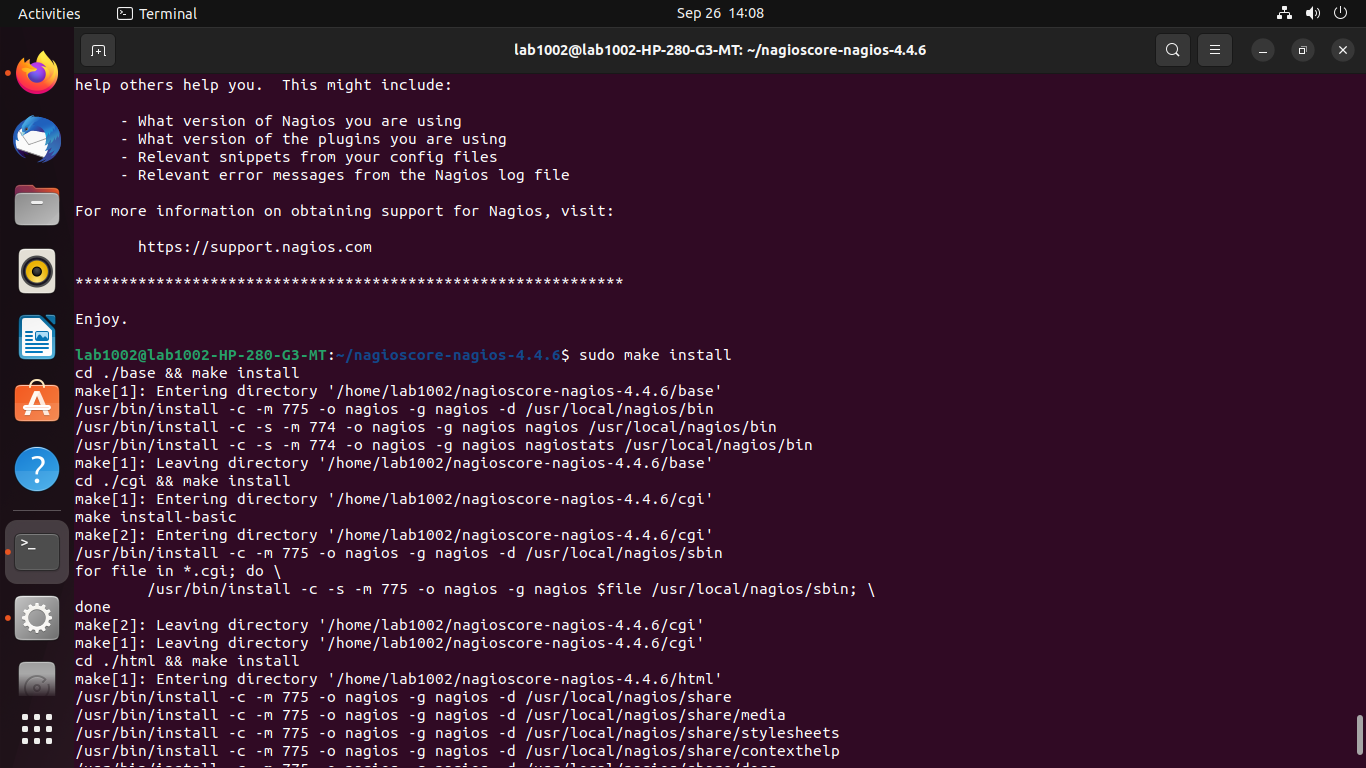 Activities
Terminal
Sep 26 14:08
lab1002@lab1002-HP-280-G3-MT: ~/nagioscore-nagios-4.4.6
help others help you.  This might include:
- What version of Nagios you are using
- What version of the plugins you are using
- Relevant snippets from your config files
- Relevant error messages from the Nagios log file
For more information on obtaining support for Nagios, visit:
https://support.nagios.com
*************************************************************
Enjoy.
lab1002@lab1002-HP-280-G3-MT:~/nagioscore-nagios-4.4.6$ sudo make install
cd ./base && make install
make[1]: Entering directory '/home/lab1002/nagioscore-nagios-4.4.6/base'
/usr/bin/install -c -m 775 -o nagios -g nagios -d /usr/local/nagios/bin
/usr/bin/install -c -s -m 774 -o nagios -g nagios nagios /usr/local/nagios/bin
/usr/bin/install -c -s -m 774 -o nagios -g nagios nagiostats /usr/local/nagios/bin
make[1]: Leaving directory '/home/lab1002/nagioscore-nagios-4.4.6/base'
cd ./cgi && make install
make[1]: Entering directory '/home/lab1002/nagioscore-nagios-4.4.6/cgi'
make install-basic
make[2]: Entering directory '/home/lab1002/nagioscore-nagios-4.4.6/cgi'
/usr/bin/install -c -m 775 -o nagios -g nagios -d /usr/local/nagios/sbin
for file in *.cgi; do \
/usr/bin/install -c -s -m 775 -o nagios -g nagios $file /usr/local/nagios/sbin; \
done
make[2]: Leaving directory '/home/lab1002/nagioscore-nagios-4.4.6/cgi'
make[1]: Leaving directory '/home/lab1002/nagioscore-nagios-4.4.6/cgi'
cd ./html && make install
make[1]: Entering directory '/home/lab1002/nagioscore-nagios-4.4.6/html'
/usr/bin/install -c -m 775 -o nagios -g nagios -d /usr/local/nagios/share
/usr/bin/install -c -m 775 -o nagios -g nagios -d /usr/local/nagios/share/media
/usr/bin/install -c -m 775 -o nagios -g nagios -d /usr/local/nagios/share/stylesheets
/usr/bin/install -c -m 775 -o nagios -g nagios -d /usr/local/nagios/share/contexthelp